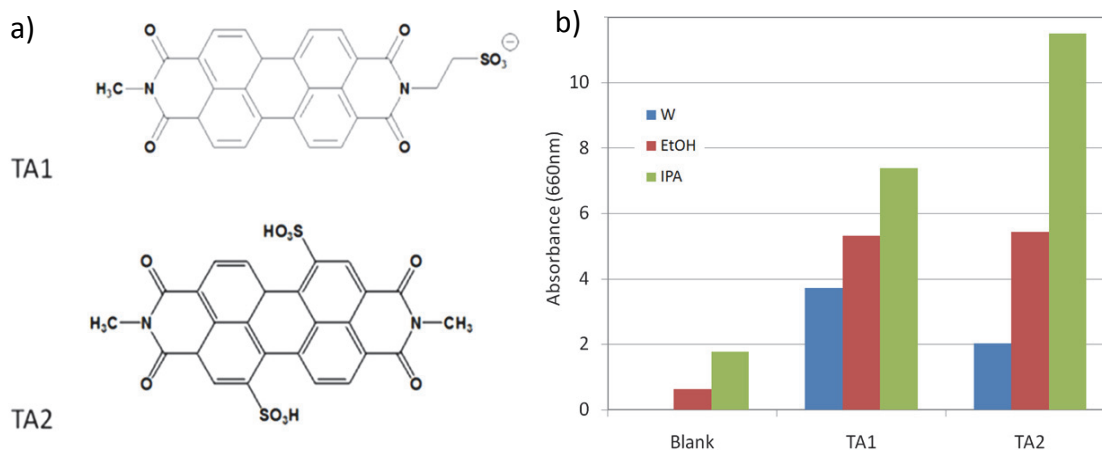 a)
O
O
⊖
SO3
H3C
N
N
O
O
TA1
HO3S
O
O
H3C
N
N
CH3
O
O
SO3H
TA2
b)
Absorbance (660nm)
10
8
6
4
2
0
W
EtOH
IPA
Blank
TA1
TA2